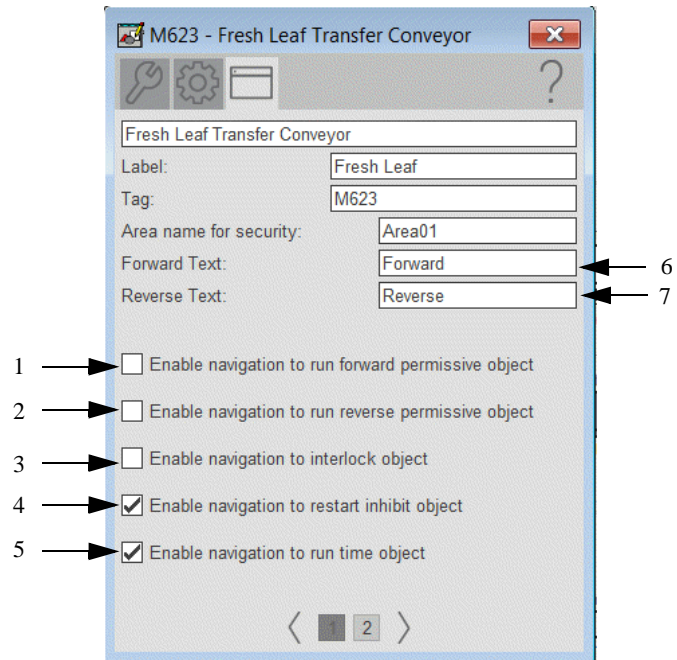 M623 - Fresh Leaf Transfer Conveyor
?
Fresh Leaf Transfer Conveyor
Label: Fresh Leaf
Tag: M623
Area name for security: Area01
Forward Text: Forward 6
Reverse Text: Reverse 7
1 Enable navigation to run forward permissive object
2 Enable navigation to run reverse permissive object
3 Enable navigation to interlock object
4 Enable navigation to restart inhibit object
5 Enable navigation to run time object
1 2